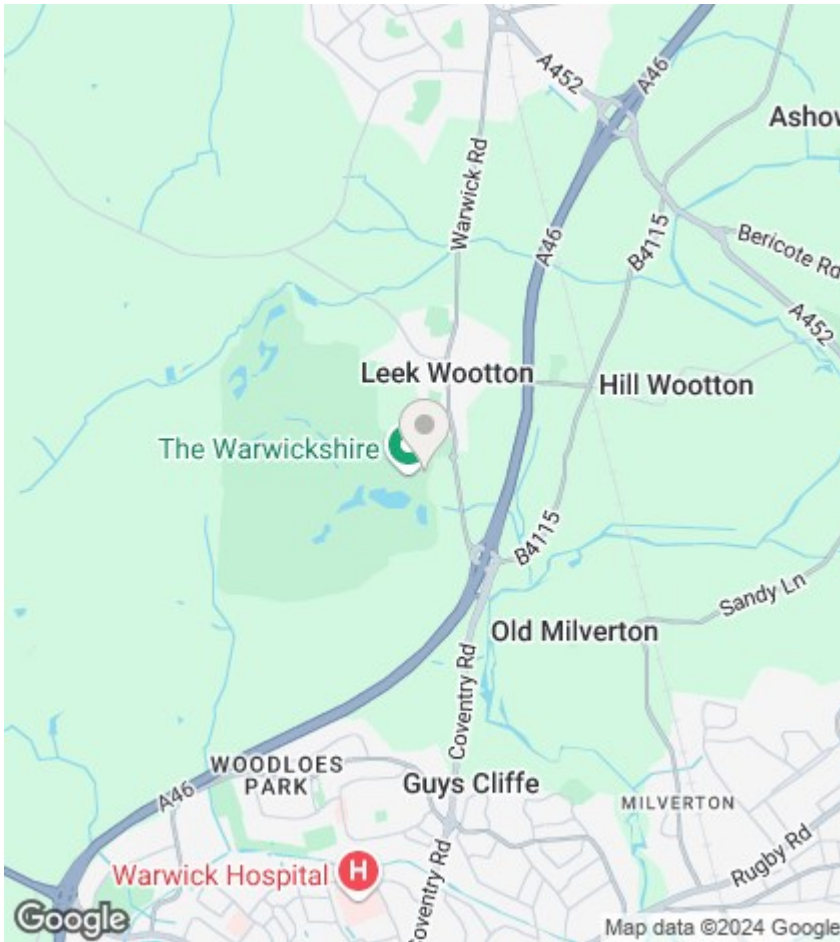 A452
A46
Ashow
Warwick Rd
A46
B4115
Bericote Rd
A452
Leek Wootton
Hill Wootton
The Warwickshire
B4115
Sandy Ln
Old Milverton
Coventry Rd
WOODLOES
PARK
A46
Guys Cliffe
MILVERTON
Rugby Rd
Warwick Hospital
H
Coventry Rd
Google
Map data ©2024 Google